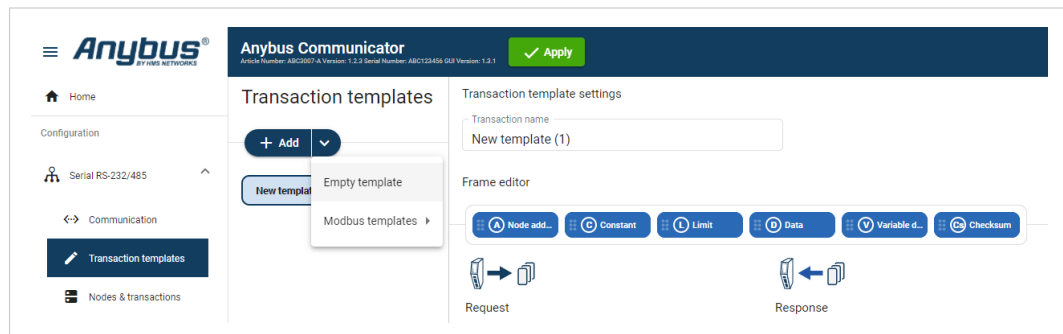 Anybus®
BY HMS NETWORKS
Anybus Communicator
Article Number: ABC3007-A Version: 1.2.3 Serial Number: ABC123456 GUI Version: 1.3.1
Apply
Home
Configuration
Serial RS-232/485
Communication
Transaction templates
Nodes & transactions
Transaction templates
Add
New templat
Empty template
Modbus templates
Transaction template settings
Transaction name
New template (1)
Frame editor
A Node add...
C Constant
L Limit
D Data
V Variable d...
Cs Checksum
Request
Response